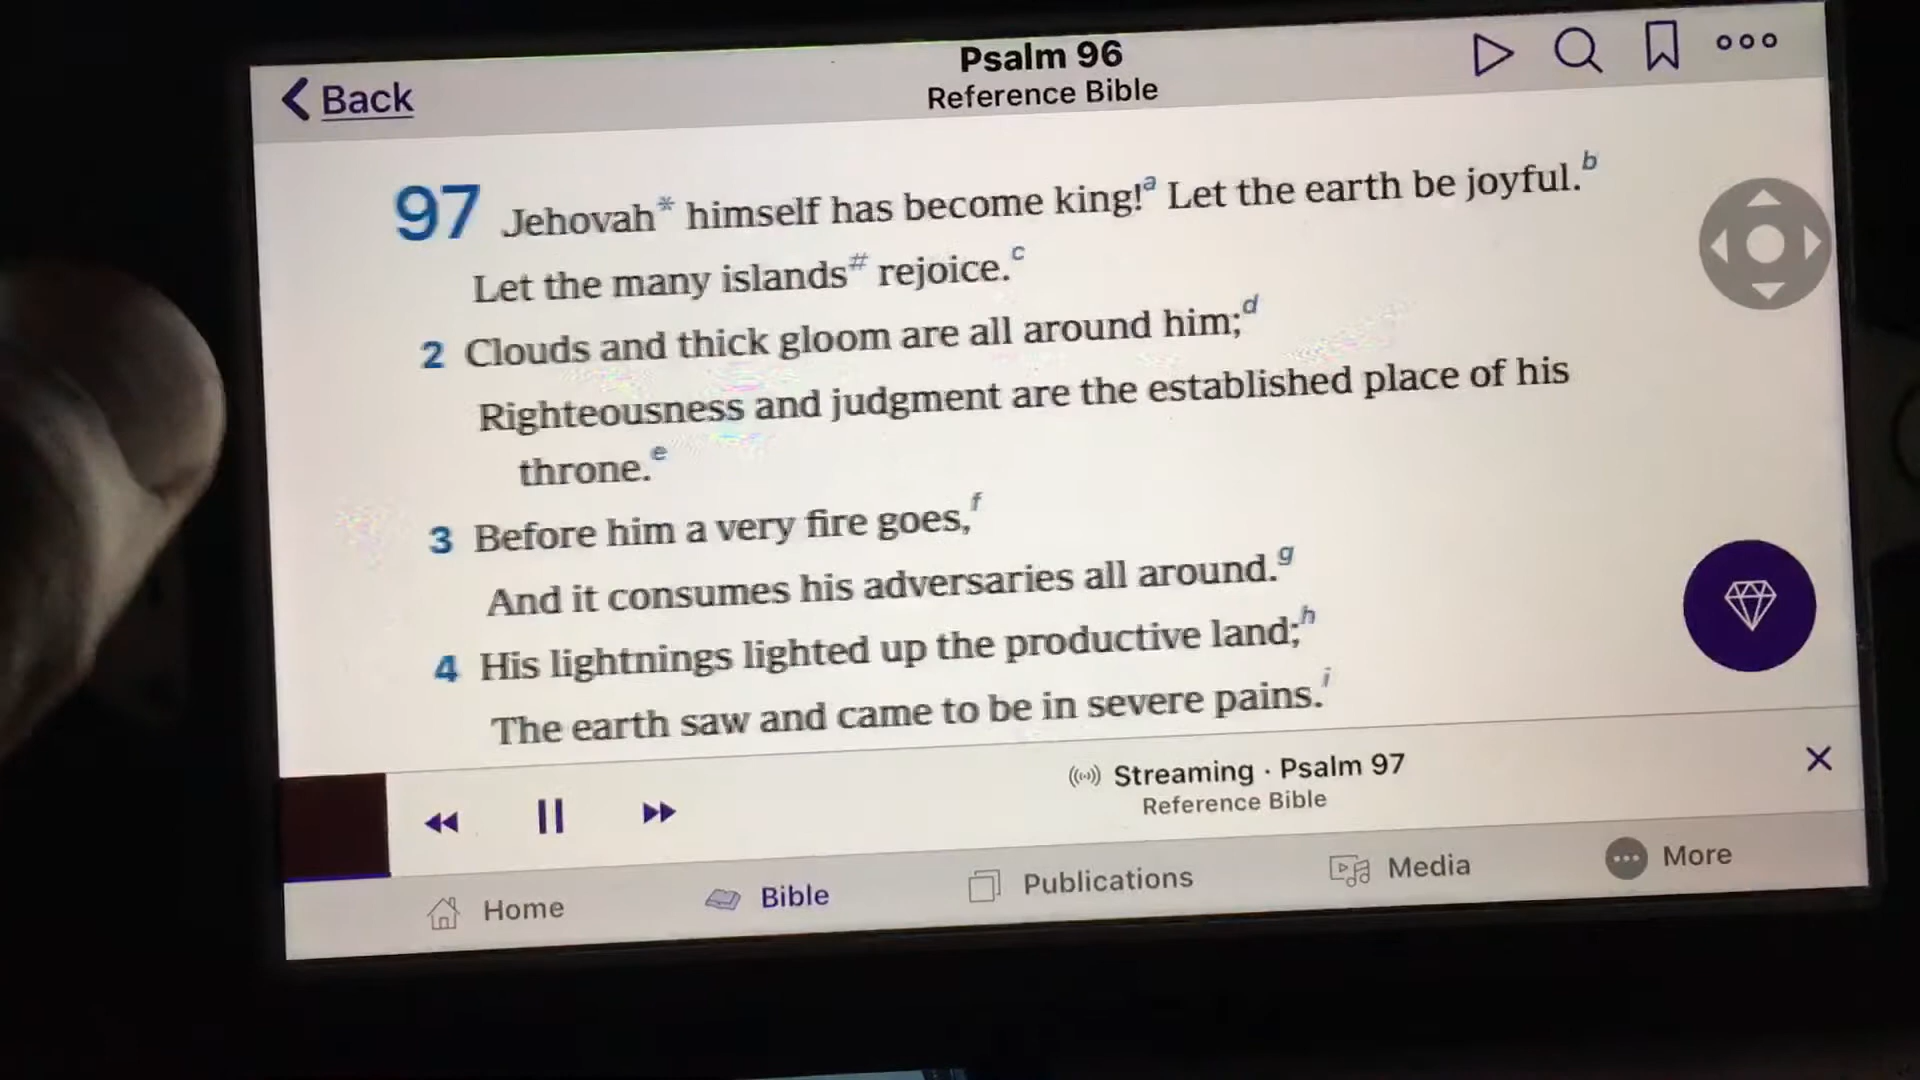 Psalm 96
Back
Reference Bible
97 Jehovah* himself has become king!a Let the earth be joyful.b
Let the many islands# rejoice.c
2 Clouds and thick gloom are all around him;d
Righteousness and judgment are the established place of his
throne.e
3 Before him a very fire goes,f
And it consumes his adversaries all around.g
4 His lightnings lighted up the productive land;h
The earth saw and came to be in severe pains.i
Streaming · Psalm 97
Reference Bible
Home Bible Publications Media More